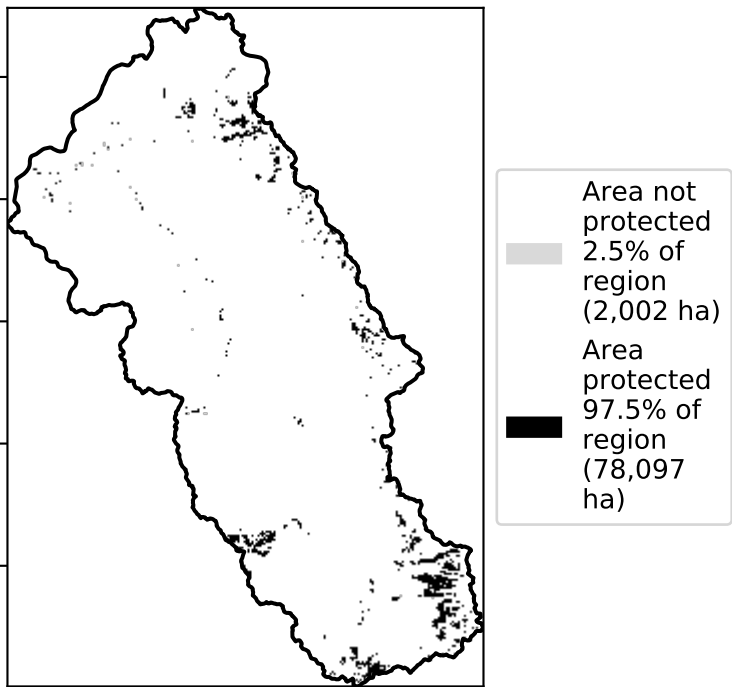 Area not
protected
2.5% of
region
(2,002 ha)
Area
protected
97.5% of
region
(78,097
ha)